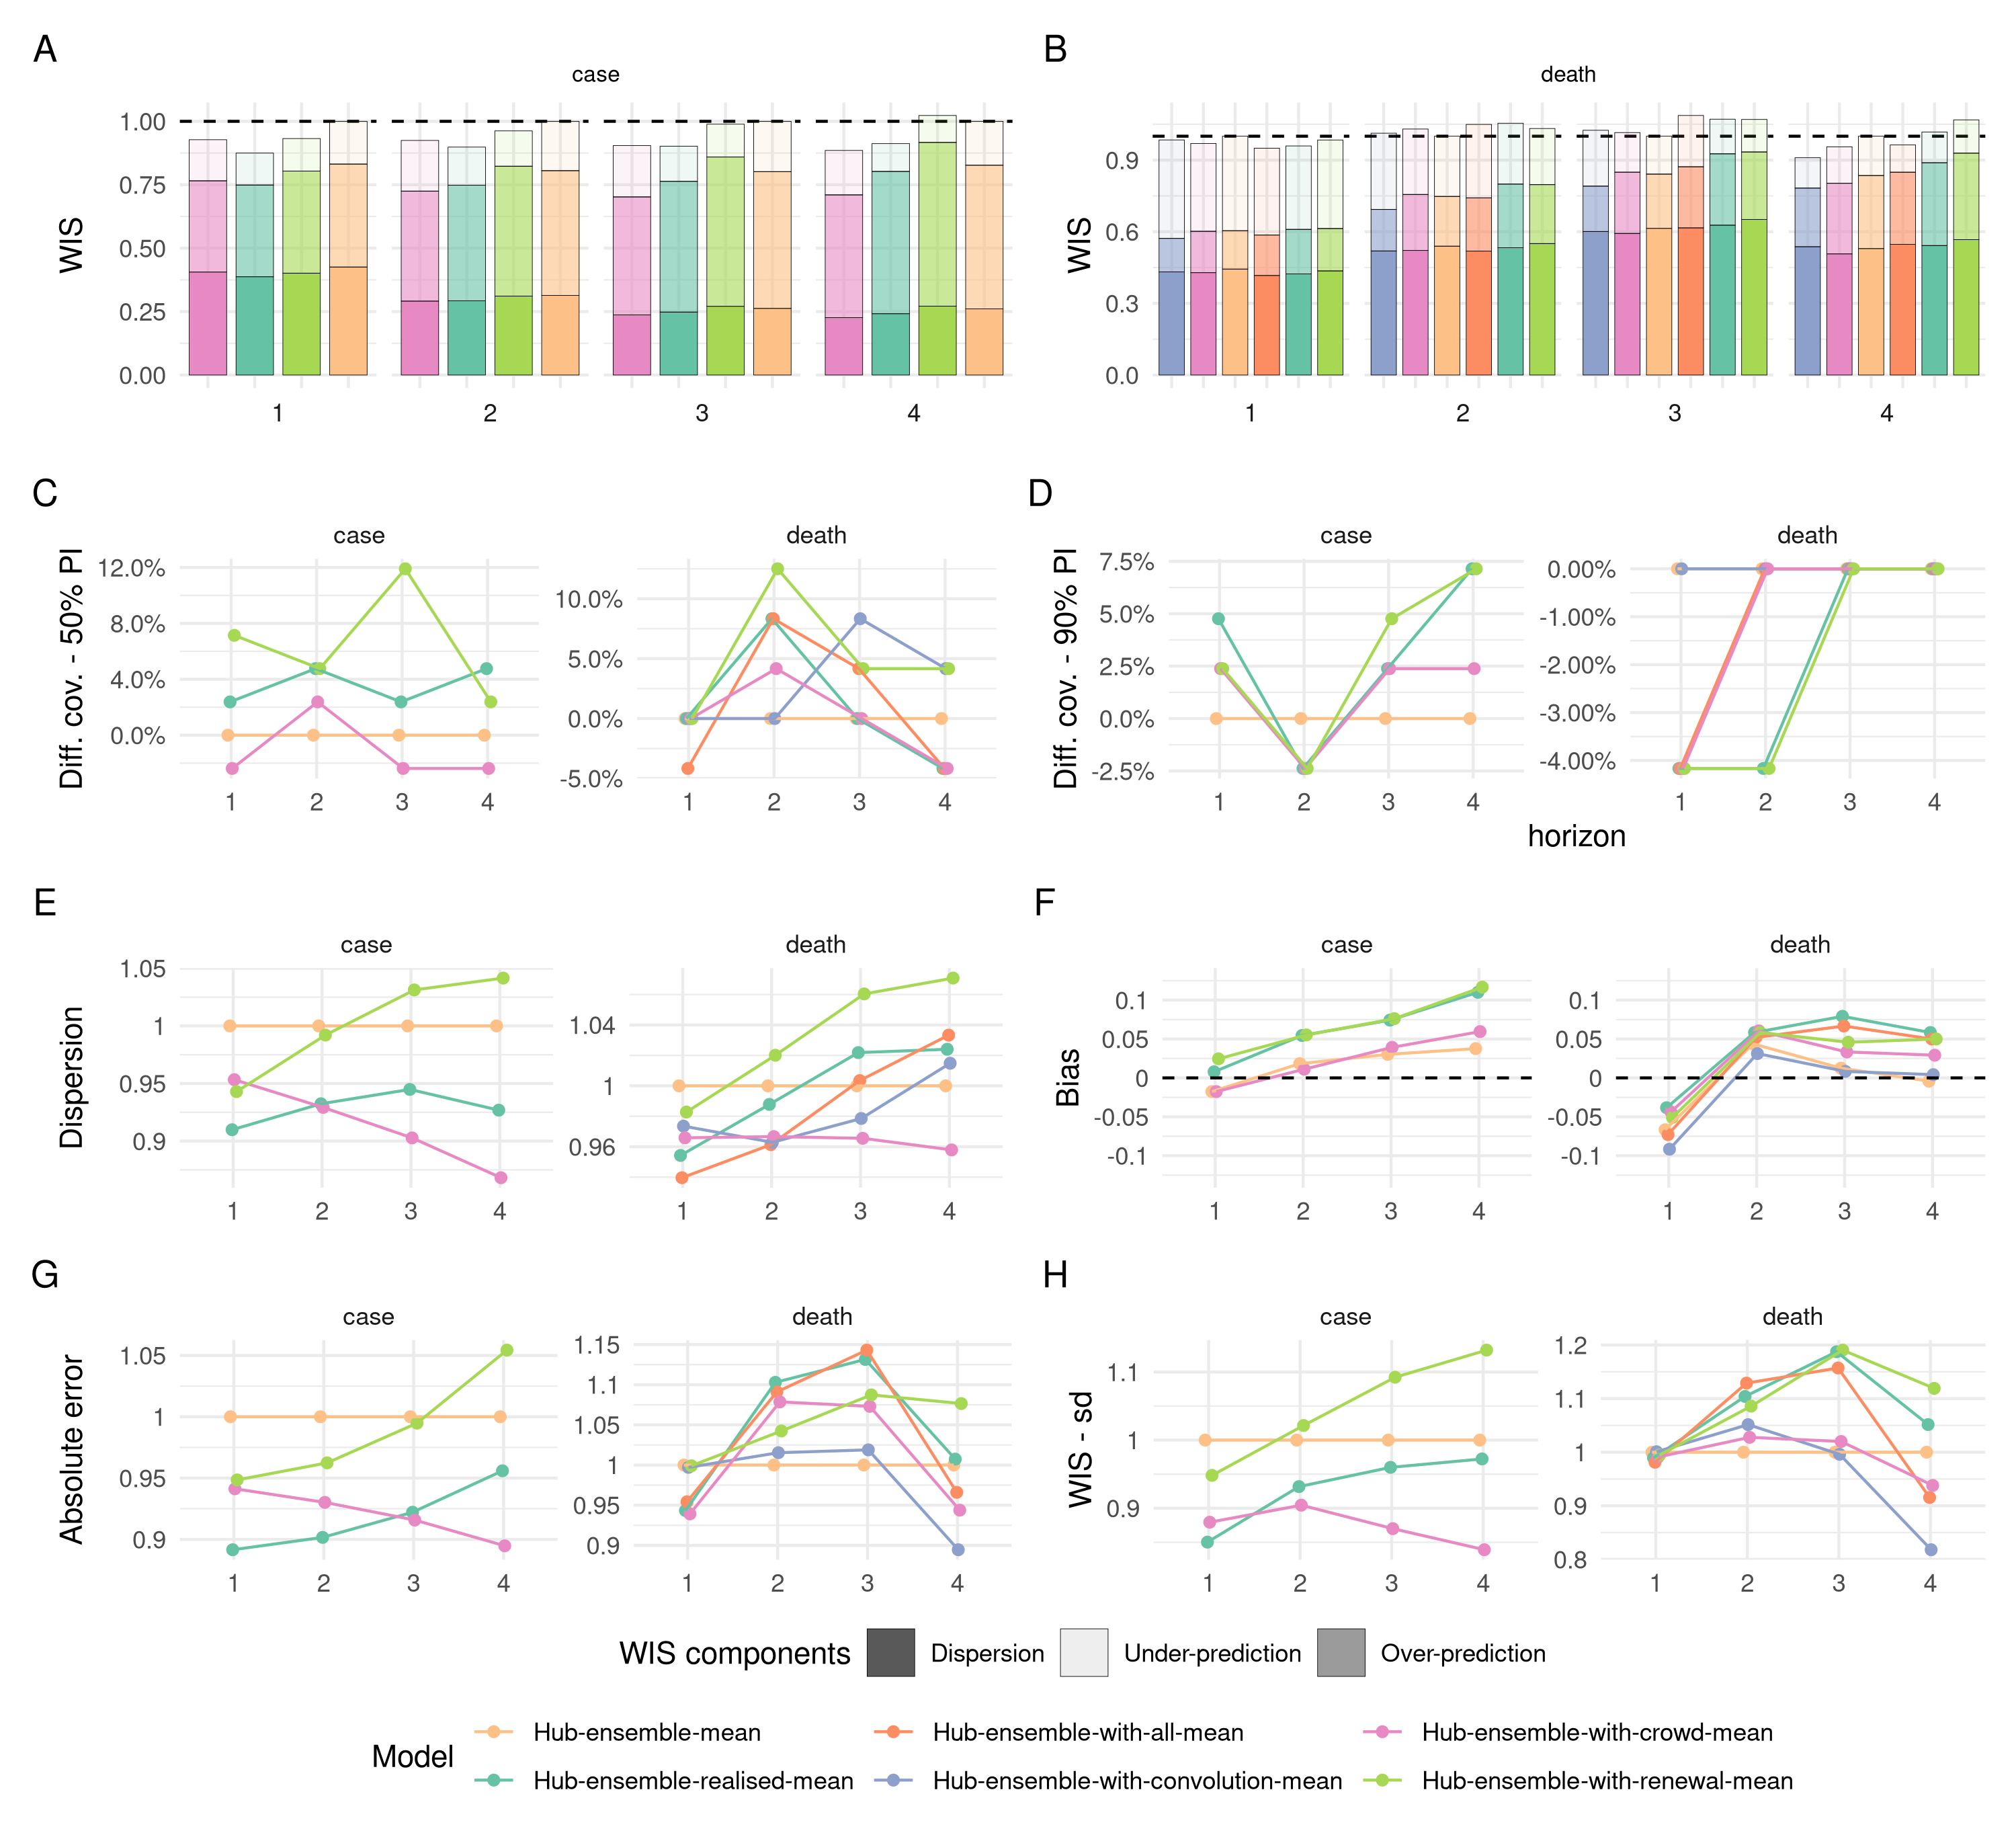 A
B
case
death
WIS
1.00
0.75
0.50
0.25
0.00
1 2 3 4
WIS
0.9
0.6
0.3
0.0
1 2 3 4
C
D
case
death
Diff. cov. - 50% PI
12.0%
8.0%
4.0%
0.0%
1 2 3 4
10.0%
5.0%
0.0%
-5.0%
1 2 3 4
case
death
Diff. cov. - 90% PI
7.5%
5.0%
2.5%
0.0%
-2.5%
1 2 3 4
0.00%
-1.00%
-2.00%
-3.00%
-4.00%
1 2 3 4
horizon
E
F
case
death
Dispersion
1.05
1
0.95
0.9
1 2 3 4
1.04
1
0.96
1 2 3 4
case
death
Bias
0.1
0.05
0
-0.05
-0.1
1 2 3 4
0.1
0.05
0
-0.05
-0.1
1 2 3 4
G
H
case
death
Absolute error
1.05
1
0.95
0.9
1 2 3 4
1.15
1.1
1.05
1
0.95
0.9
1 2 3 4
case
death
WIS - sd
1.1
1
0.9
1 2 3 4
1.2
1.1
1
0.9
0.8
1 2 3 4
WIS components Dispersion Under-prediction Over-prediction
Model
Hub-ensemble-mean Hub-ensemble-with-all-mean Hub-ensemble-with-crowd-mean
Hub-ensemble-realised-mean Hub-ensemble-with-convolution-mean Hub-ensemble-with-renewal-mean